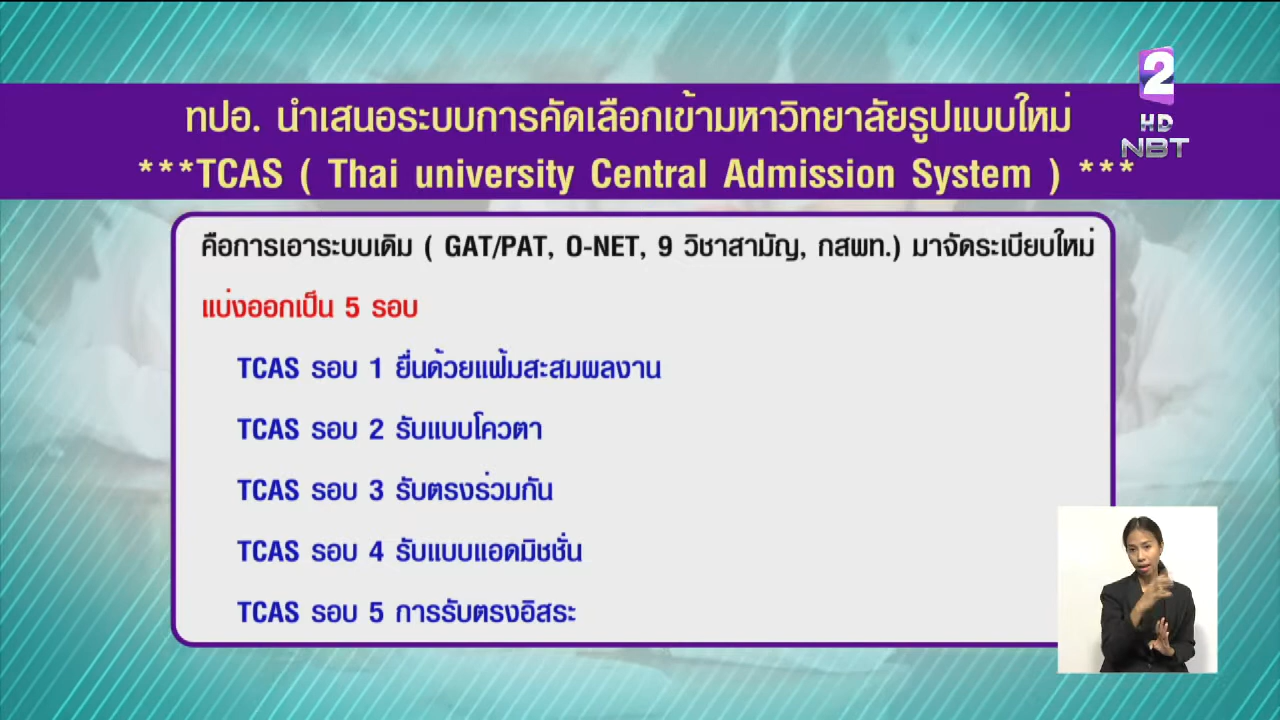 ทปอ. นำเสนอระบบการคัดเลือกเข้ามหาวิทยาลัยรูปแบบใหม่
***TCAS ( Thai university Central Admission System ) ***
2
HD
NBT
คือการเอาระบบเดิม ( GAT/PAT, O-NET, 9 วิชาสามัญ, กสพท.) มาจัดระเบียบใหม่
แบ่งออกเป็น 5 รอบ
TCAS รอบ 1 ยื่นด้วยแฟ้มสะสมผลงาน
TCAS รอบ 2 รับแบบโควตา
TCAS รอบ 3 รับตรงร่วมกัน
TCAS รอบ 4 รับแบบแอดมิชชั่น
TCAS รอบ 5 การรับตรงอิสระ